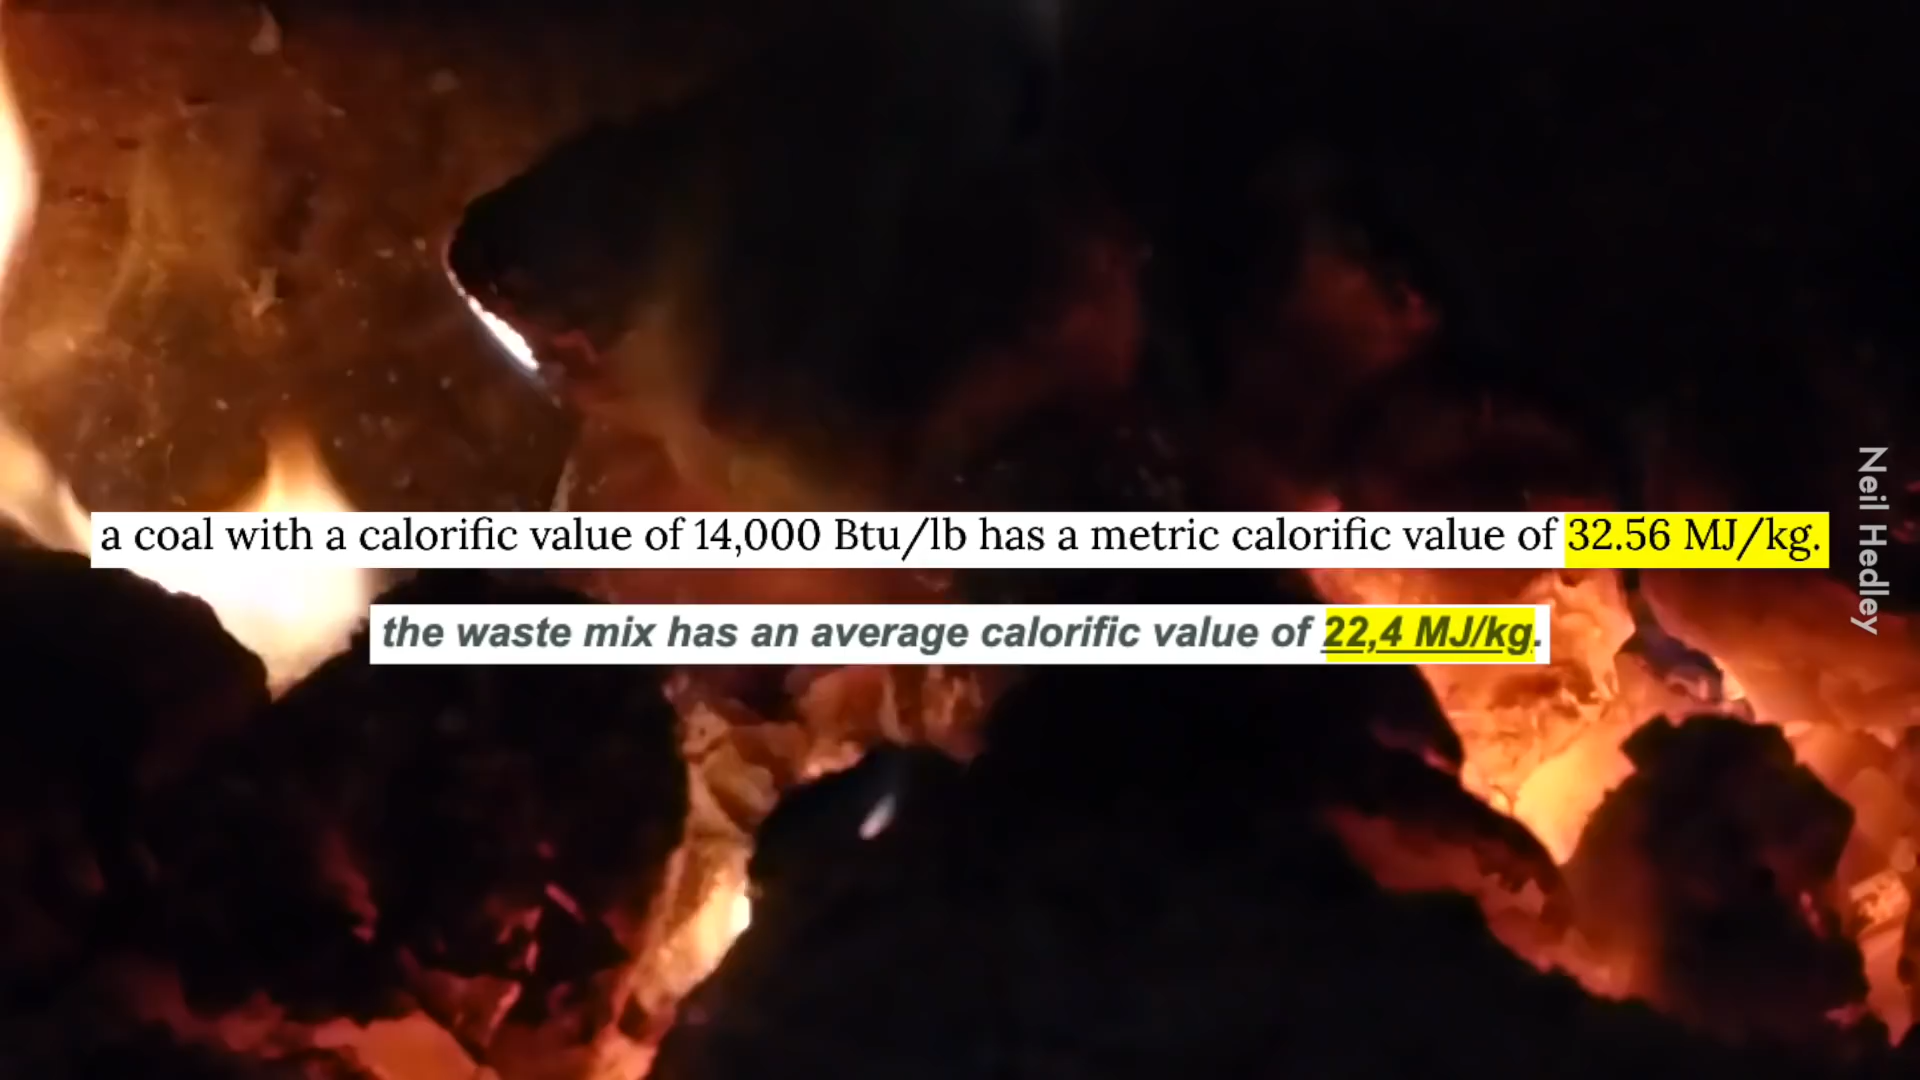 a coal with a calorific value of 14,000 Btu/lb has a metric calorific value of 32.56 MJ/kg.
the waste mix has an average calorific value of 22,4 MJ/kg.
Neil Hedley